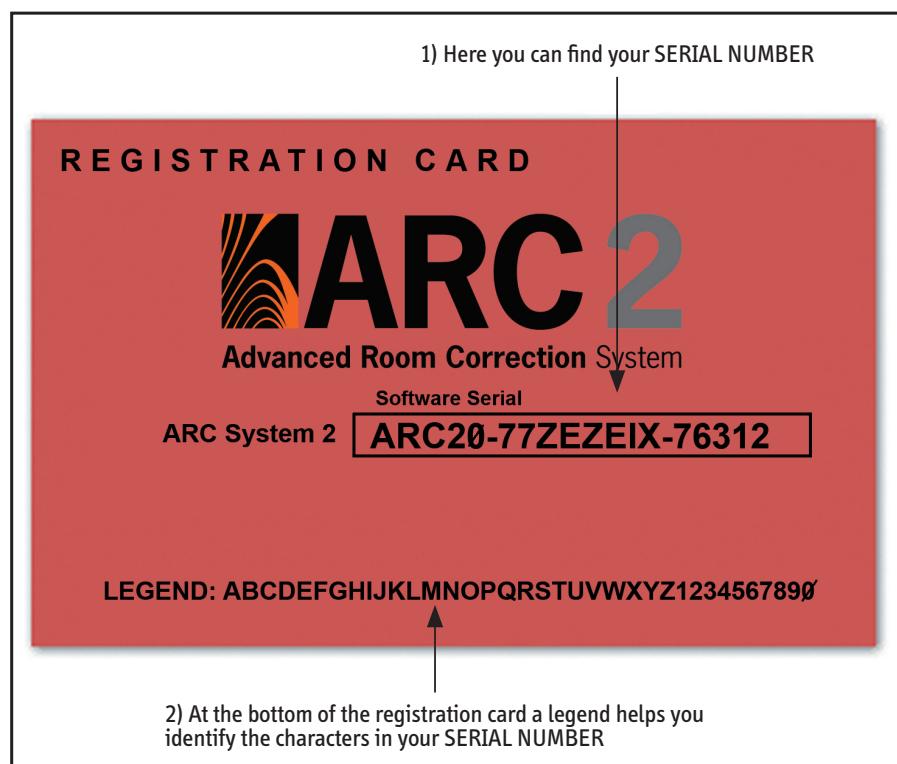 1) Here you can find your SERIAL NUMBER
REGISTRATION CARD
ARC 2
Advanced Room Correction System
Software Serial
ARC System 2 ARC20-77ZEZEIX-76312
LEGEND: ABCDEFGHIJKLMNOPQRSTUVWXYZ1234567890
2) At the bottom of the registration card a legend helps you
identify the characters in your SERIAL NUMBER